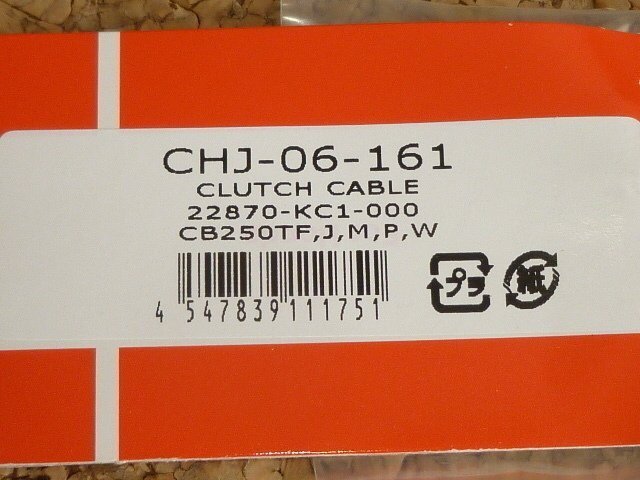 CHJ-06-161
CLUTCH CABLE
22870-KC1-000
CB250TF,J,M,P,W
4 547839 111751
プラ 紙